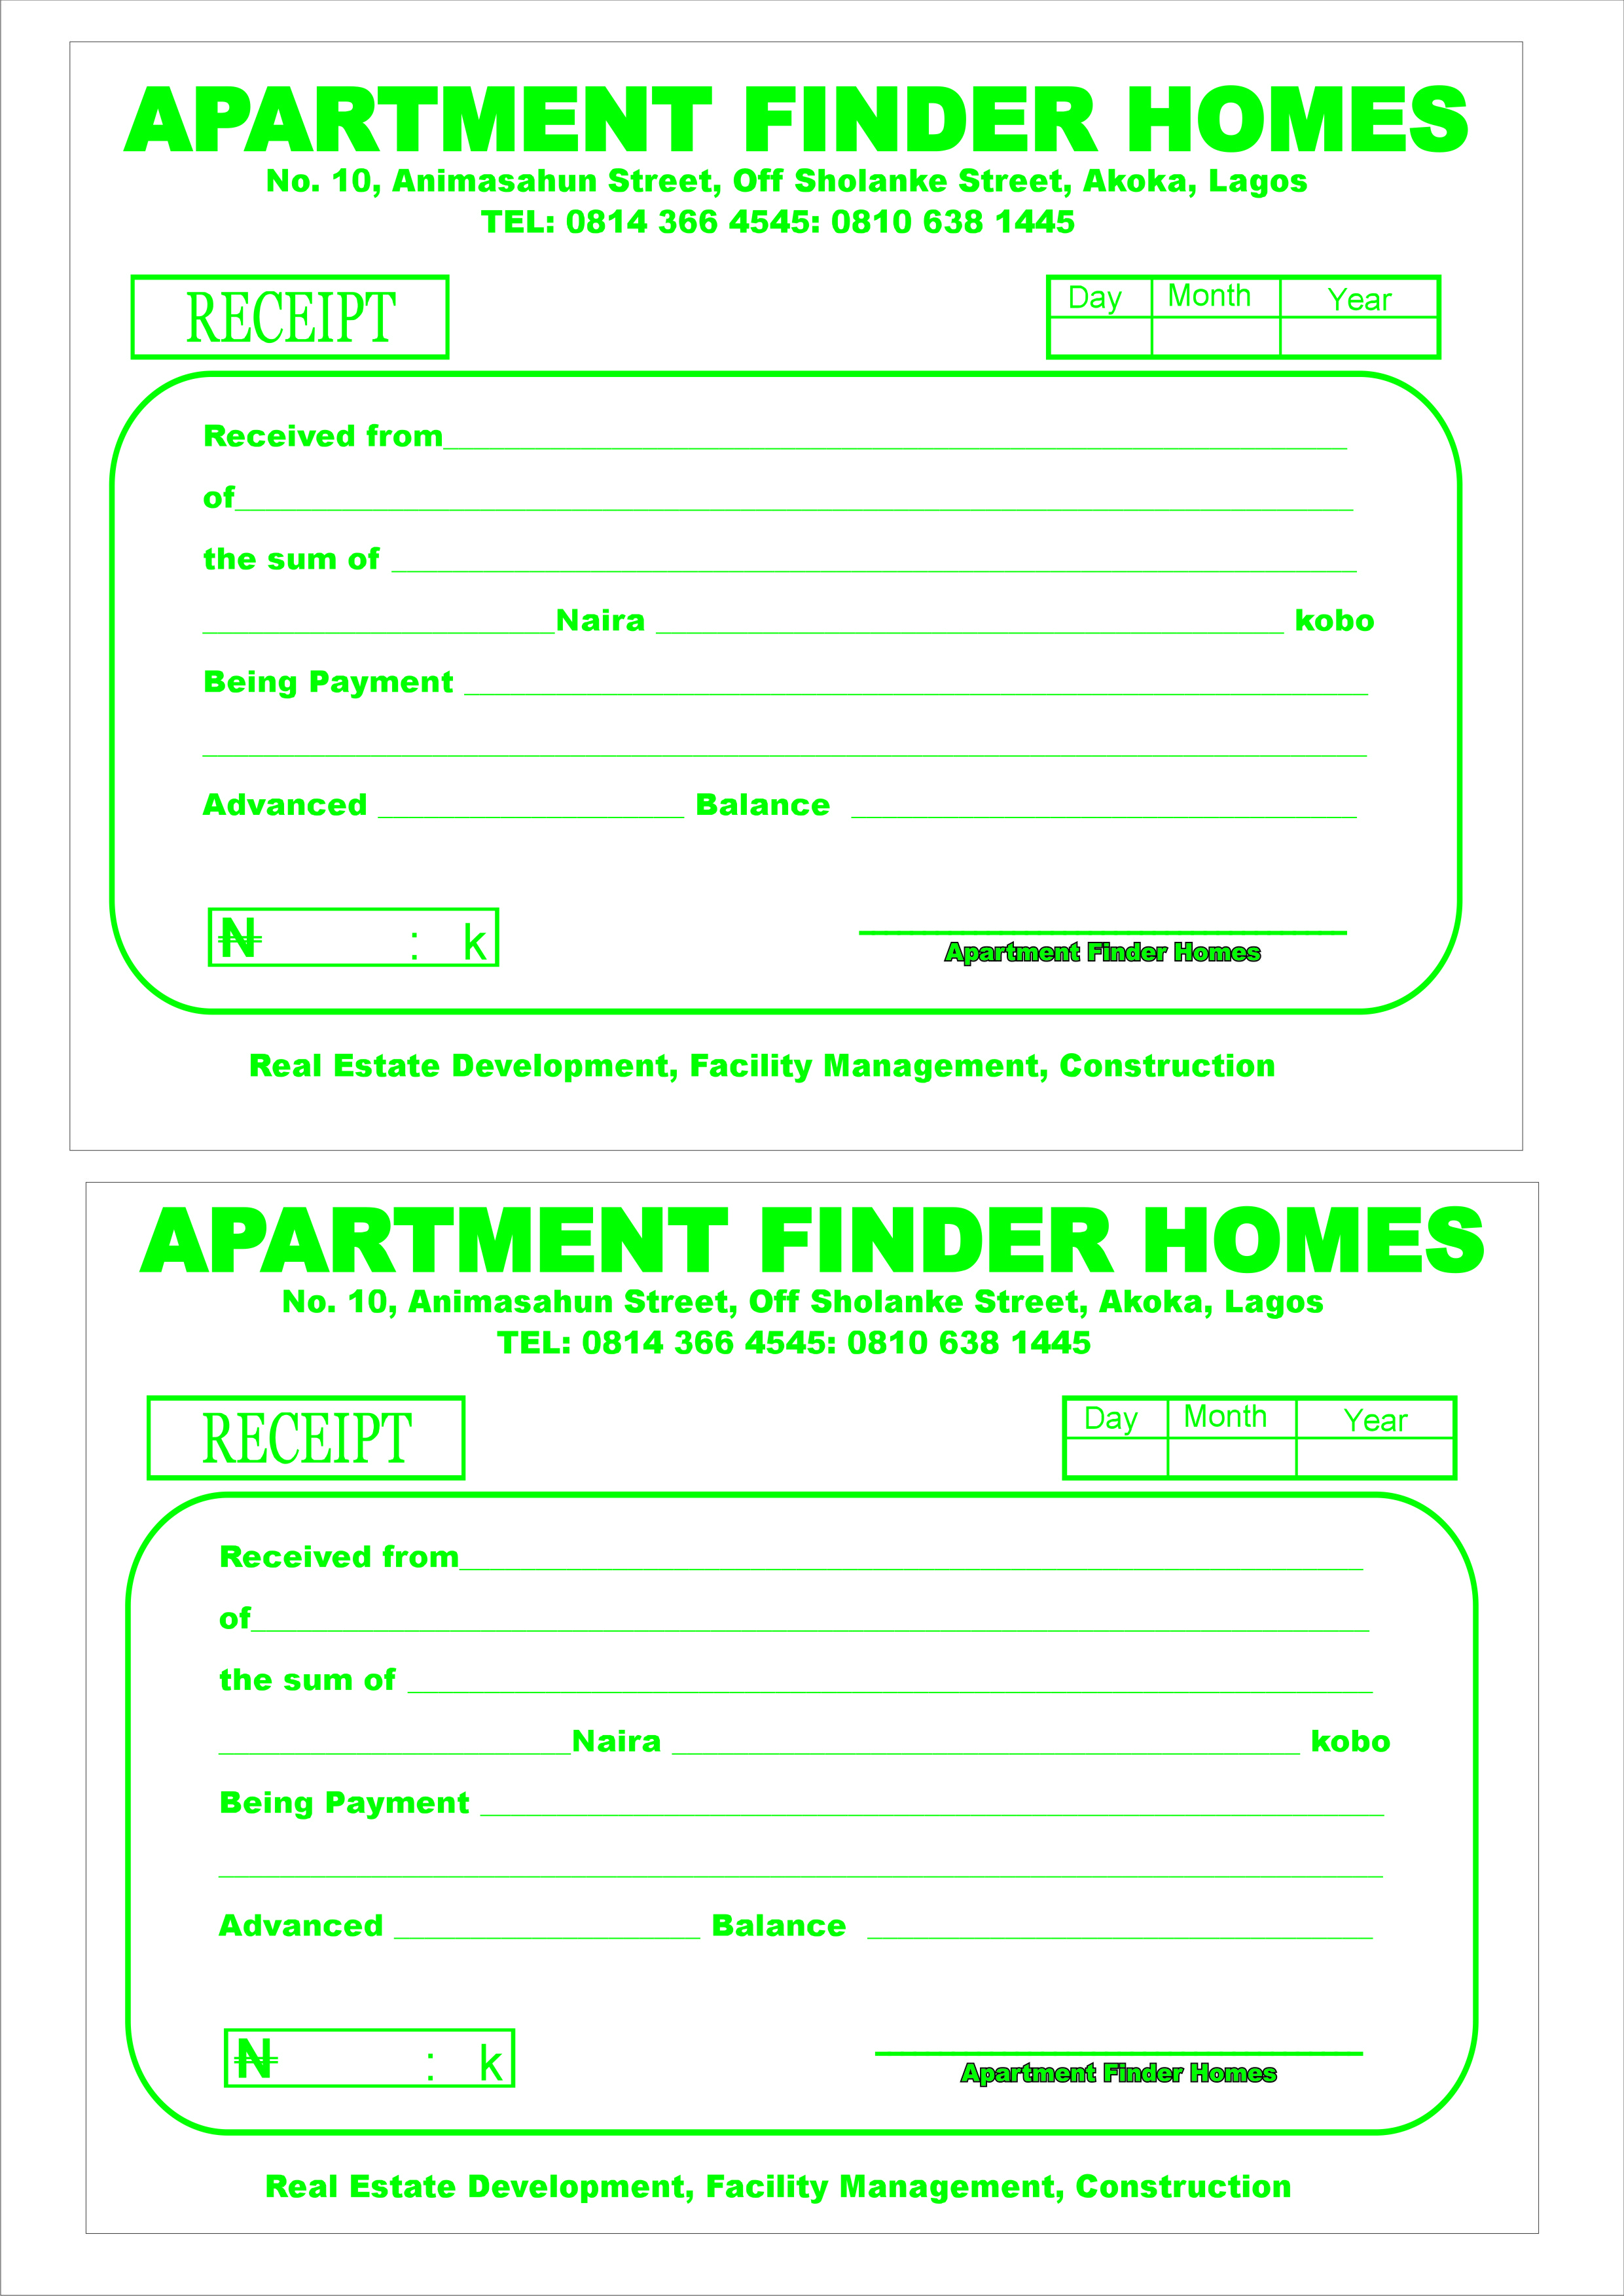 APARTMENT FINDER HOMES
No. 10, Animasahun Street, Off Sholanke Street, Akoka, Lagos
TEL: 0814 366 4545: 0810 638 1445
RECEIPT
Day Month Year
Received from
of
the sum of
Naira kobo
Being Payment
Advanced Balance
₦ : k
Apartment Finder Homes
Real Estate Development, Facility Management, Construction
APARTMENT FINDER HOMES
No. 10, Animasahun Street, Off Sholanke Street, Akoka, Lagos
TEL: 0814 366 4545: 0810 638 1445
RECEIPT
Day Month Year
Received from
of
the sum of
Naira kobo
Being Payment
Advanced Balance
₦ : k
Apartment Finder Homes
Real Estate Development, Facility Management, Construction